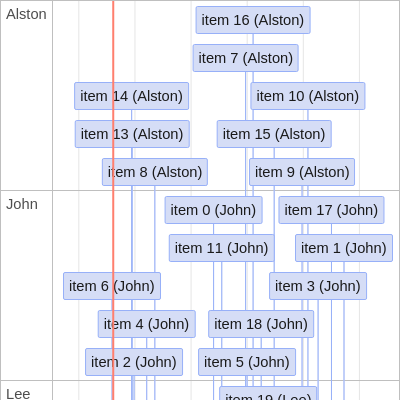 Alston
item 16 (Alston)
item 7 (Alston)
item 14 (Alston)
item 10 (Alston)
item 13 (Alston)
item 15 (Alston)
item 8 (Alston)
item 9 (Alston)
John
item 0 (John)
item 17 (John)
item 11 (John)
item 1 (John)
item 6 (John)
item 3 (John)
item 4 (John)
item 18 (John)
item 2 (John)
item 5 (John)
Lee
item 19 (Lee)